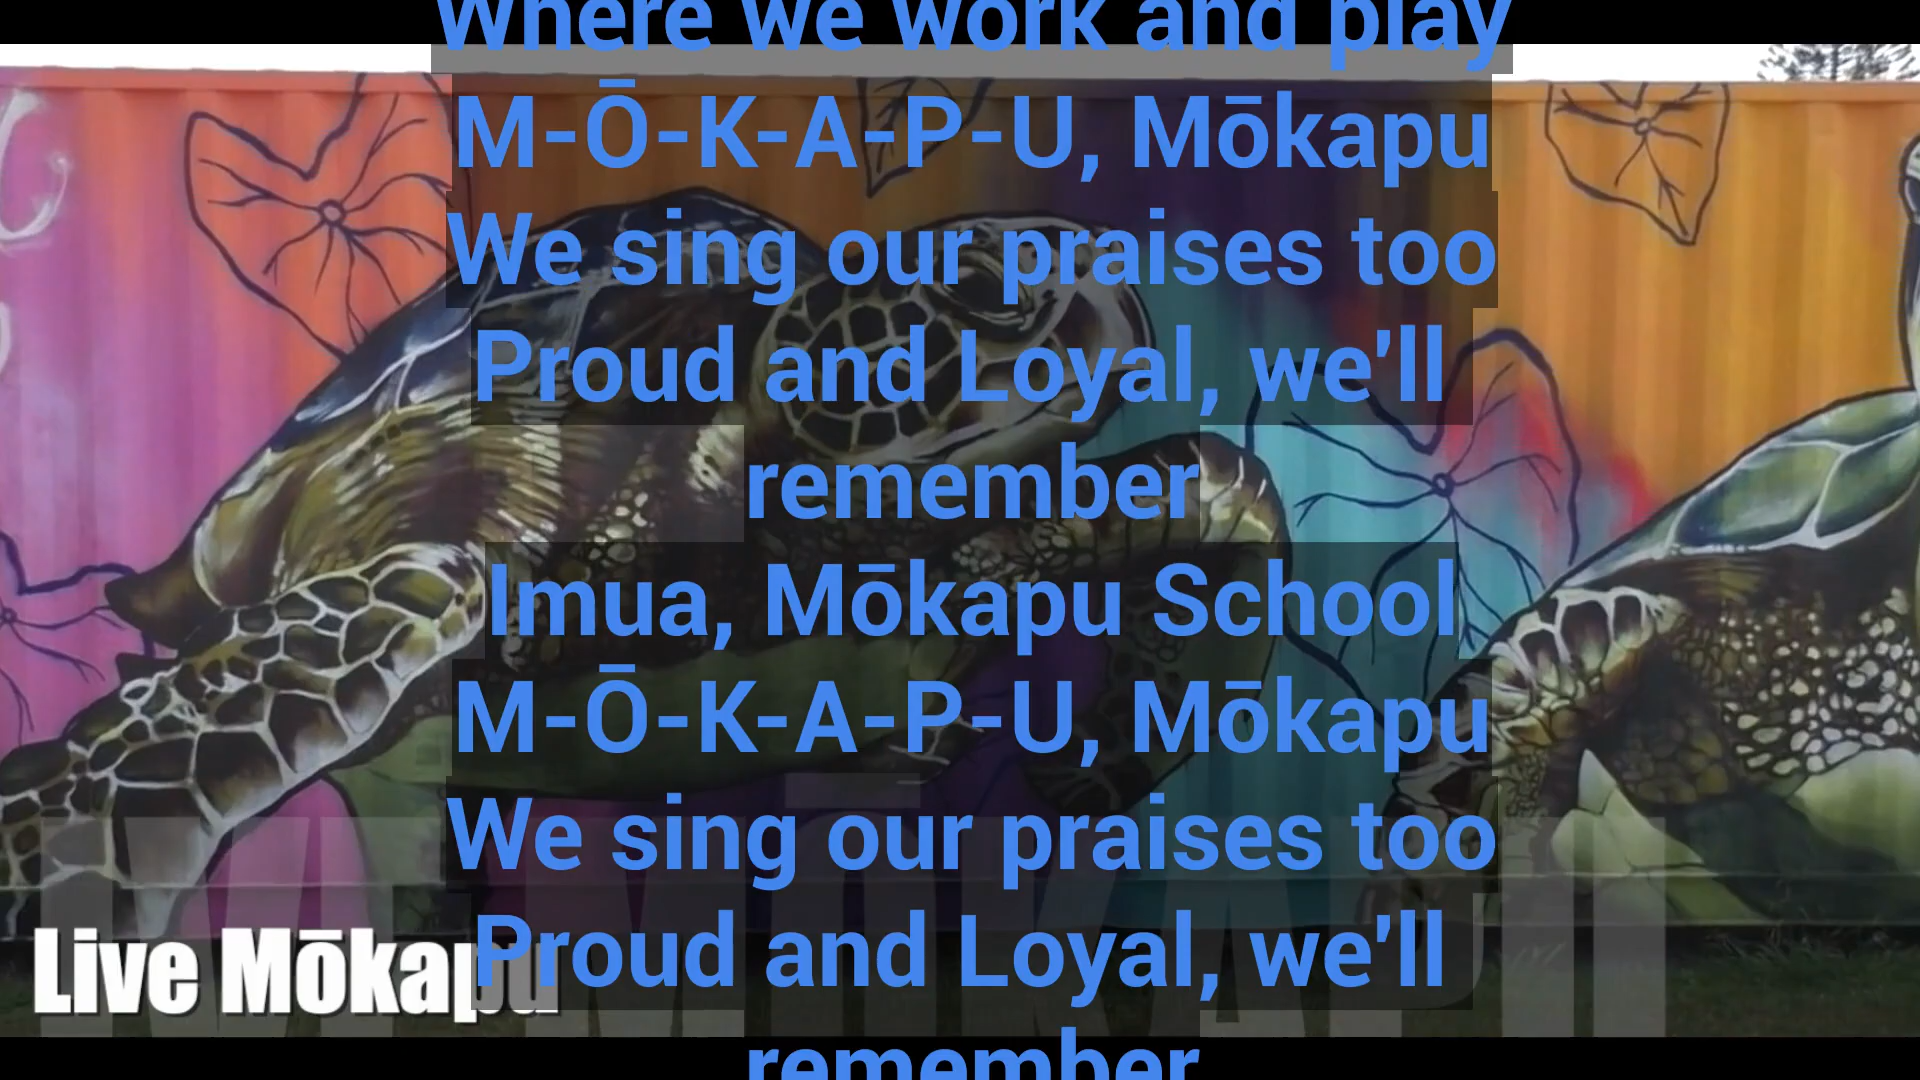 Where we work and play
M-Ō-K-A-P-U, Mōkapu
We sing our praises too
Proud and Loyal, we'll
remember
Imua, Mōkapu School
M-Ō-K-A-P-U, Mōkapu
We sing our praises too
Proud and Loyal, we'll
remember
Live Mōkapu